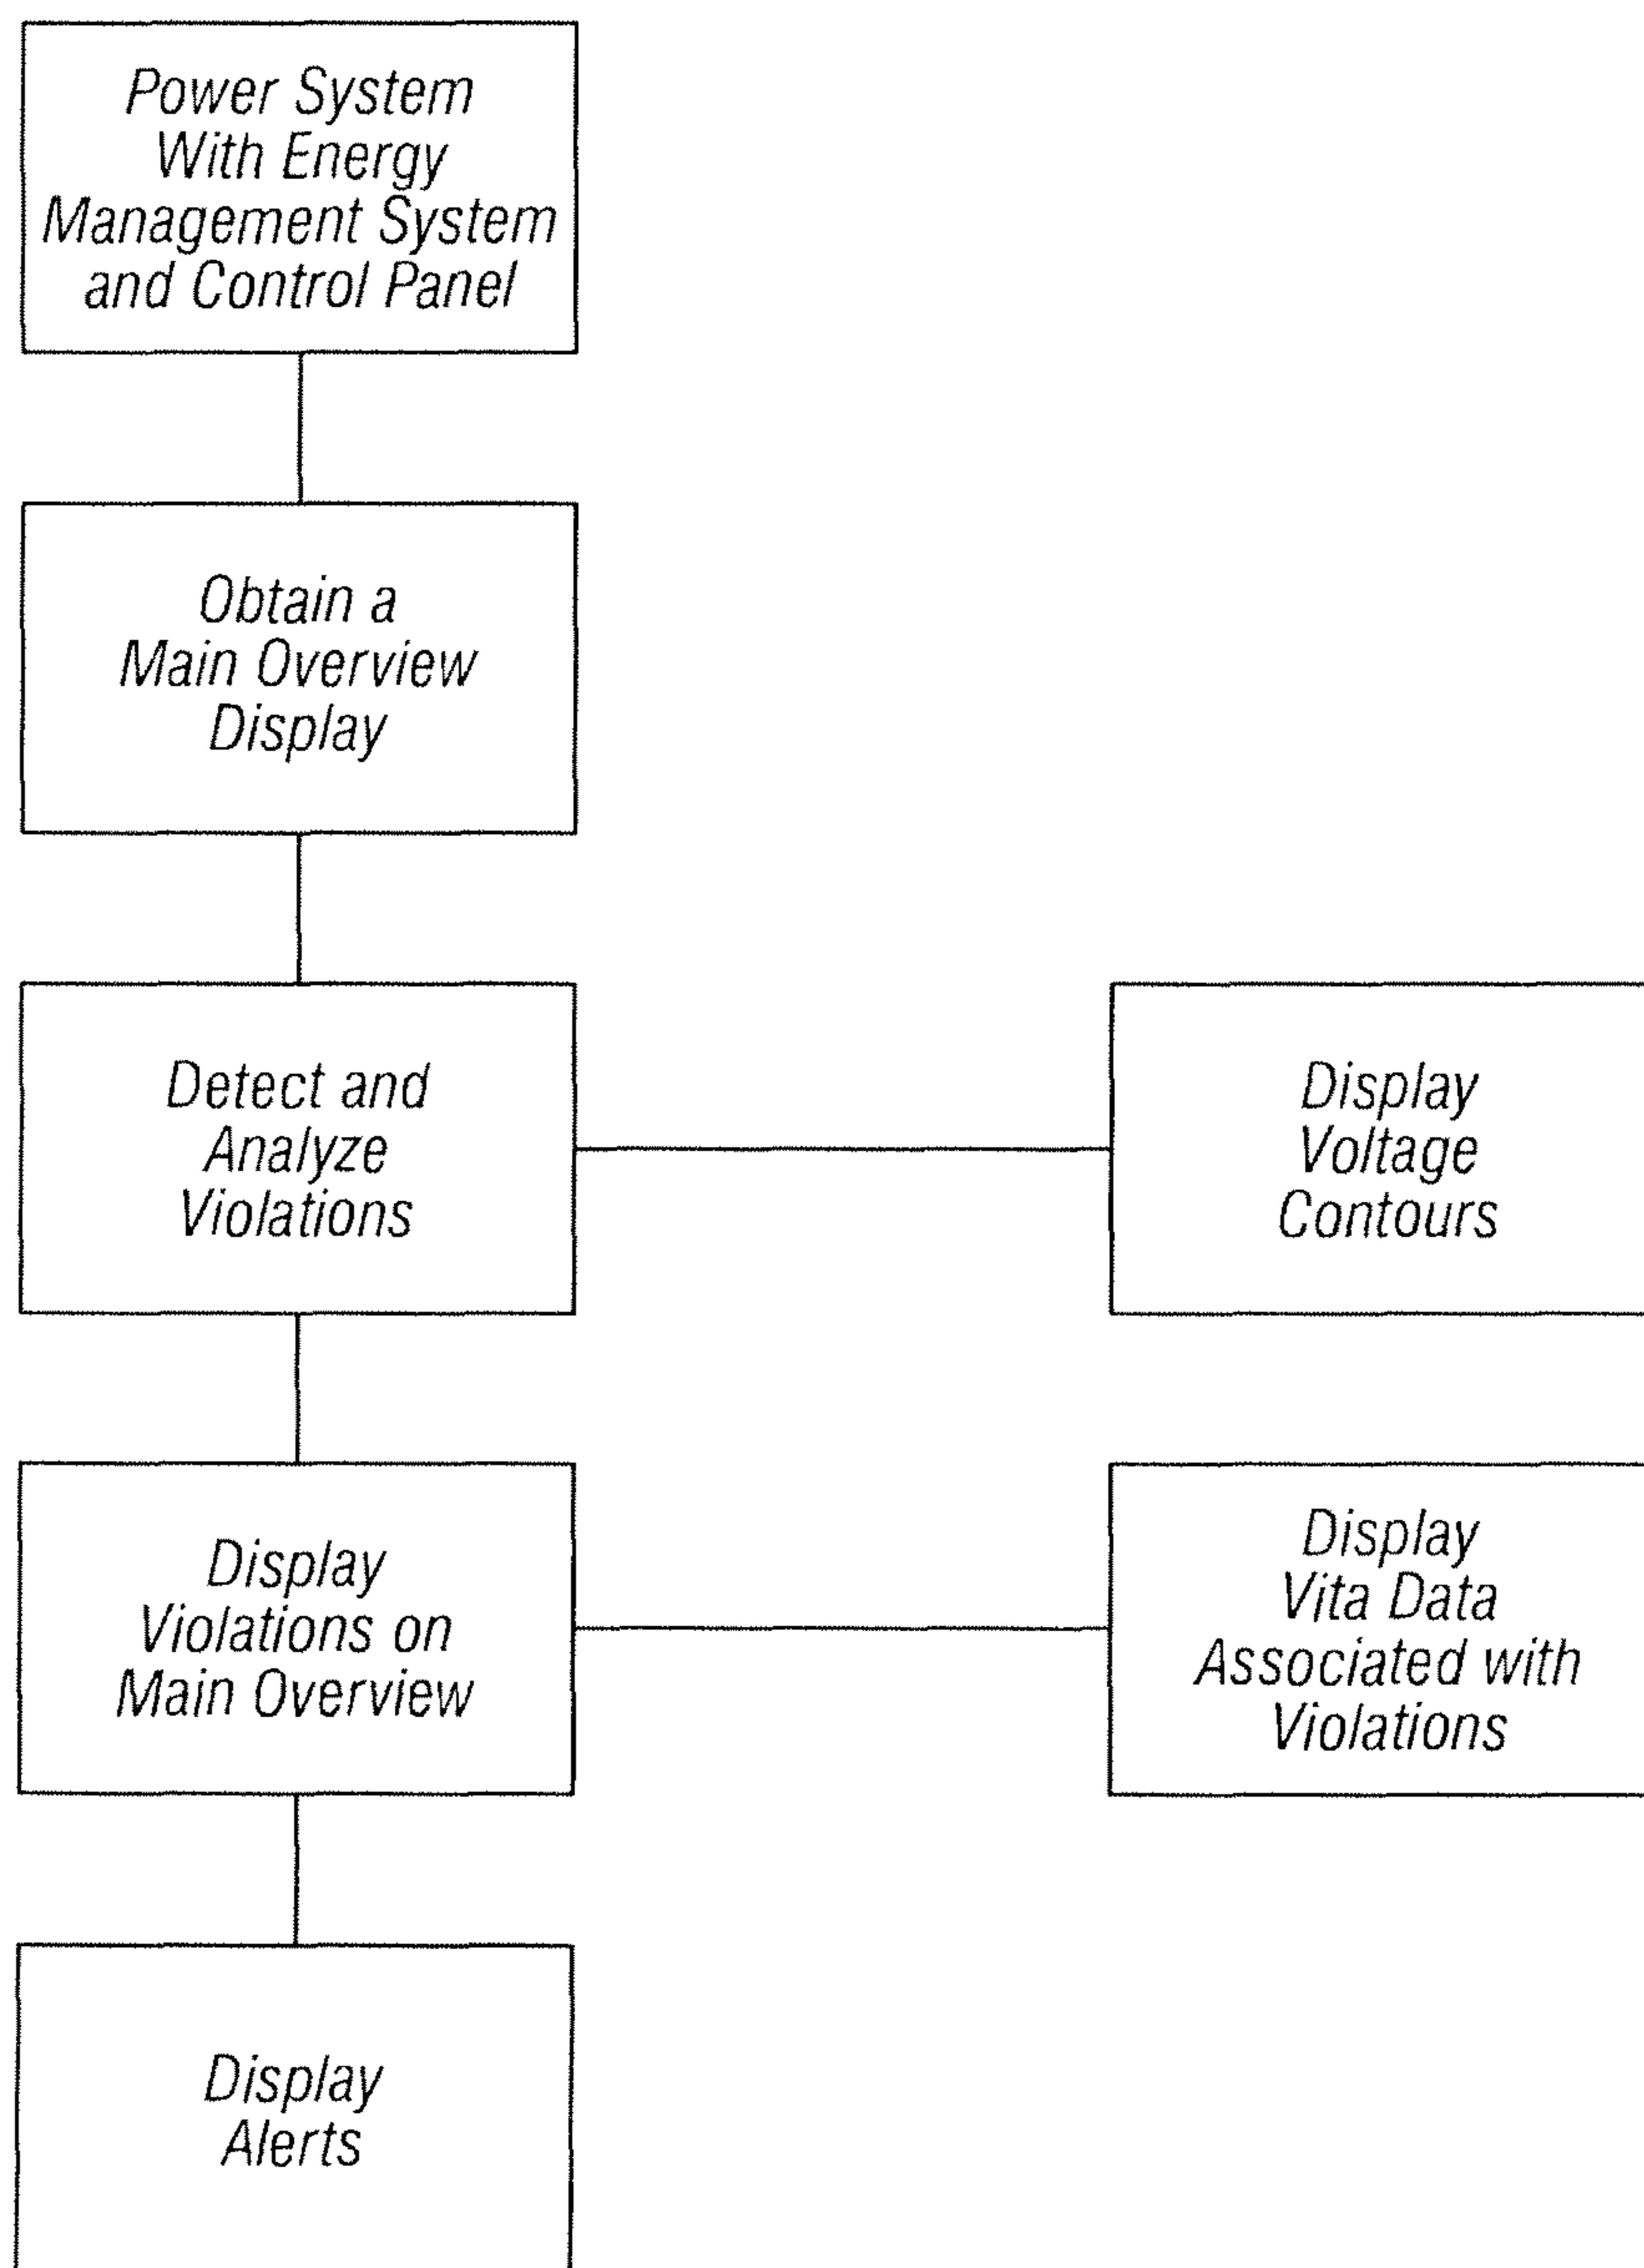 Power System
With Energy
Management System
and Control Panel
Obtain a
Main Overview
Display
Detect and
Analyze
Violations
Display
Voltage
Contours
Display
Violations on
Main Overview
Display
Vita Data
Associated with
Violations
Display
Alerts